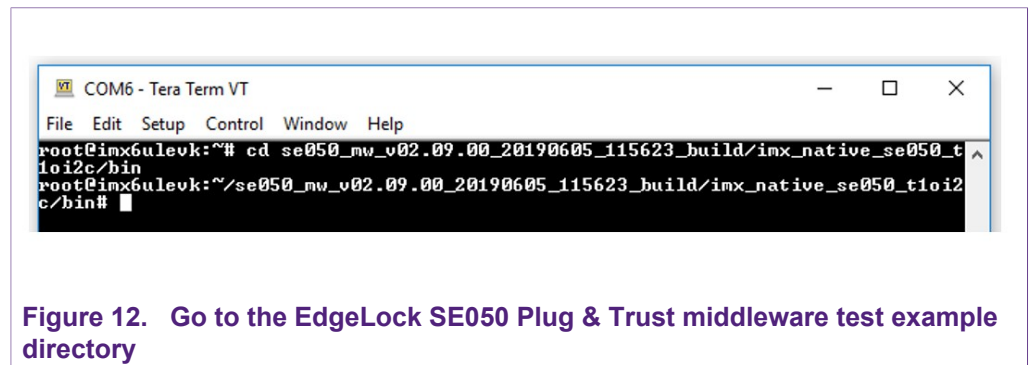 COM6 - Tera Term VT
File Edit Setup Control Window Help
root@imx6ulevk:~# cd se050_mw_v02.09.00_20190605_115623_build/imx_native_se050_t
1oi2c/bin
root@imx6ulevk:~/se050_mw_v02.09.00_20190605_115623_build/imx_native_se050_t1oi2
c/bin#
Figure 12. Go to the EdgeLock SE050 Plug & Trust middleware test example
directory